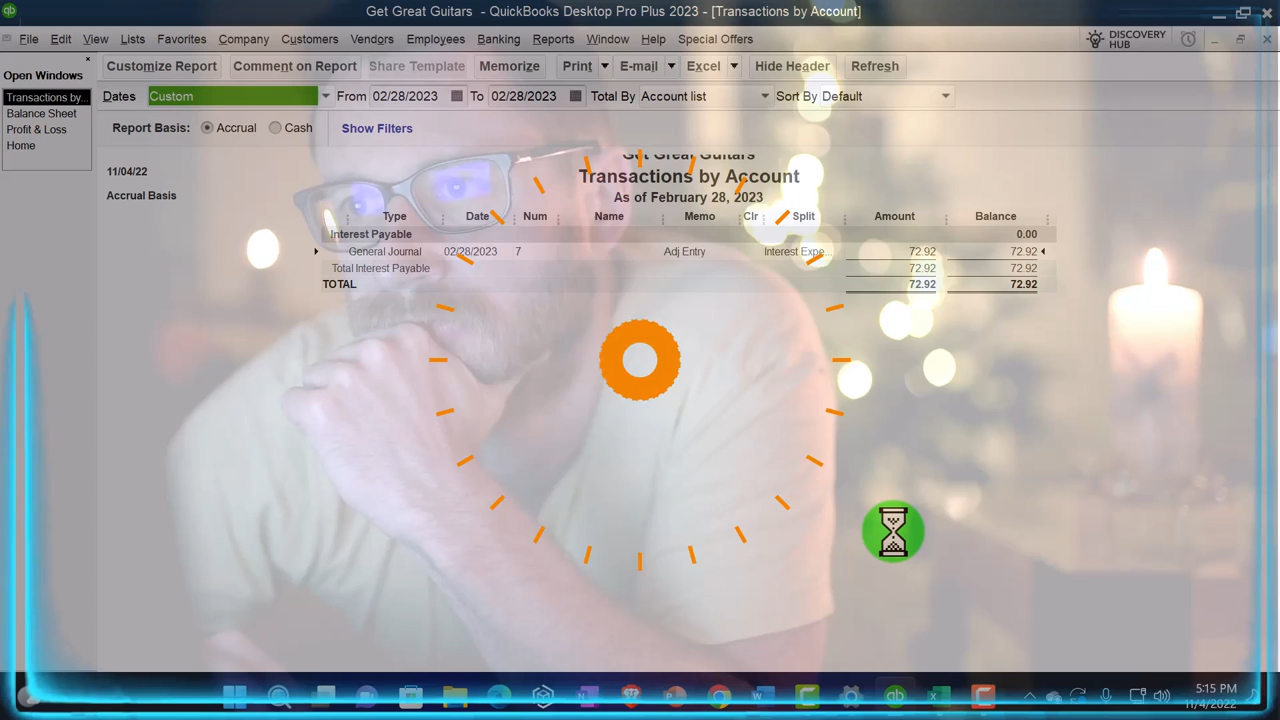 Get Great Guitars - QuickBooks Desktop Pro Plus 2023 - [Transactions by Account]
File Edit View Lists Favorites Company Customers Vendors Employees Banking Reports Window Help Special Offers DISCOVERY HUB
Open Windows
Transactions by...
Balance Sheet
Profit & Loss
Home
Customize Report Comment on Report Share Template Memorize Print E-mail Excel Hide Header Refresh
Dates Custom From 02/28/2023 To 02/28/2023 Total By Account list Sort By Default
Report Basis: Accrual Cash Show Filters
11/04/22
Accrual Basis
Get Great Guitars
Transactions by Account
As of February 28, 2023
Type Date Num Name Memo Clr Split Amount Balance
Interest Payable 0.00
General Journal 02/28/2023 7 Adj Entry Interest Expe... 72.92 72.92
Total Interest Payable 72.92 72.92
TOTAL 72.92 72.92
5:15 PM
11/4/2022